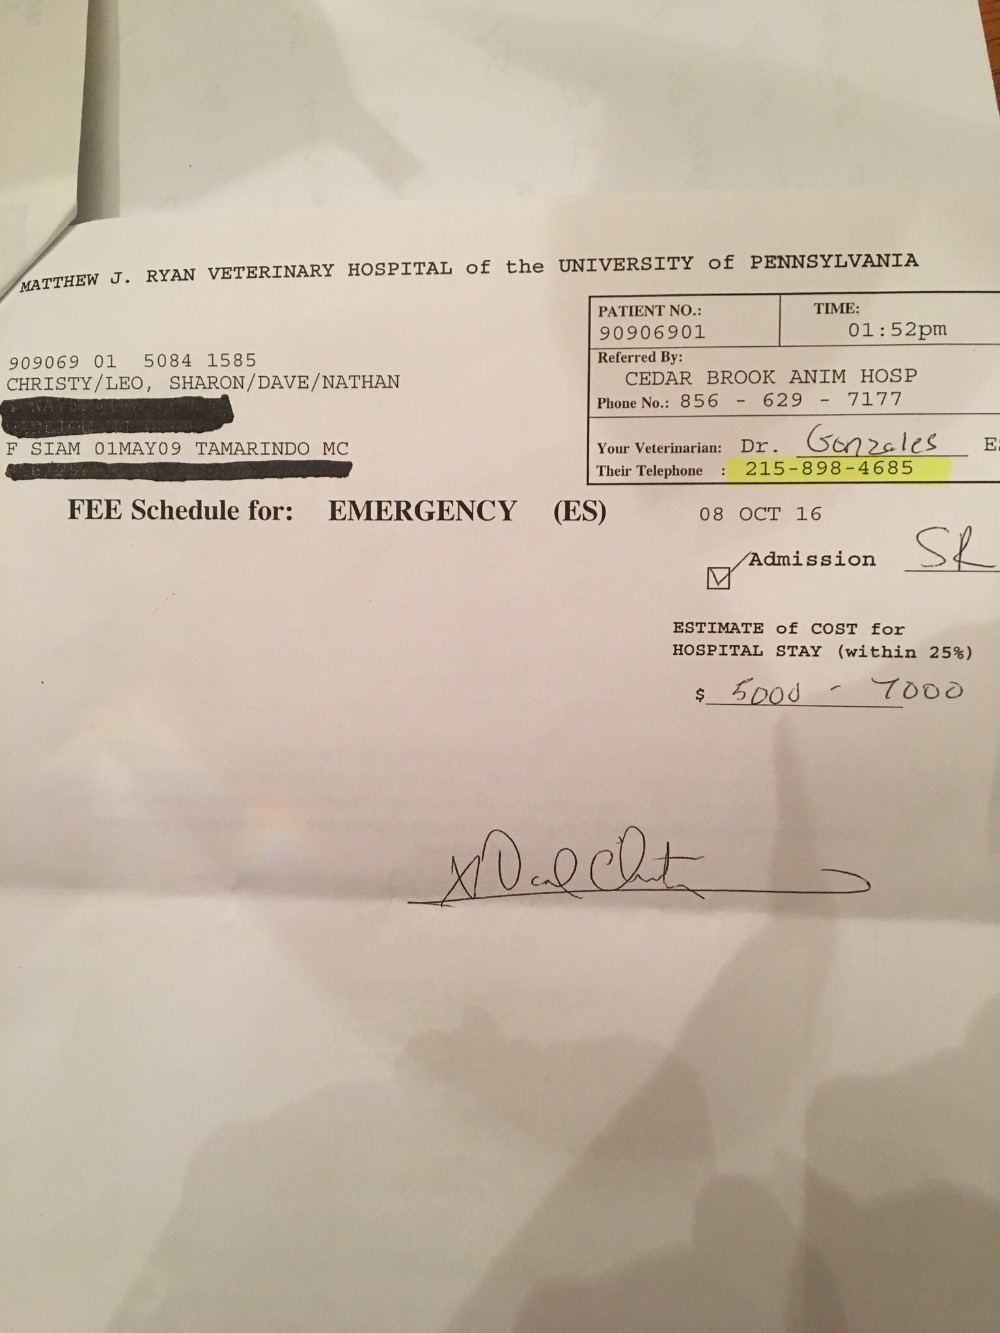 MATTHEW J. RYAN VETERINARY HOSPITAL of the UNIVERSITY of PENNSYLVANIA
PATIENT NO.: TIME:
90906901 01:52pm
Referred By:
CEDAR BROOK ANIM HOSP
Phone No.: 856 - 629 - 7177
Your Veterinarian: Dr. Gonzales
Their Telephone : 215-898-4685
909069 01 5084 1585
CHRISTY/LEO, SHARON/DAVE/NATHAN
F SIAM 01MAY09 TAMARINDO MC
FEE Schedule for: EMERGENCY (ES)
08 OCT 16
Admission SR
ESTIMATE of COST for
HOSPITAL STAY (within 25%)
$ 5000 - 7000
X